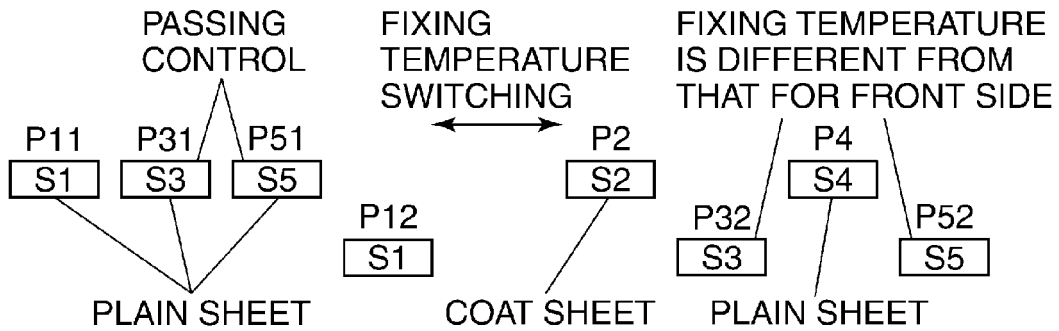 PASSING
CONTROL
FIXING
TEMPERATURE
SWITCHING
FIXING TEMPERATURE
IS DIFFERENT FROM
THAT FOR FRONT SIDE
P11 P31 P51 P2 P4
S1 S3 S5 S2 S4
P12 P32 P52
S1 S3 S5
PLAIN SHEET COAT SHEET PLAIN SHEET